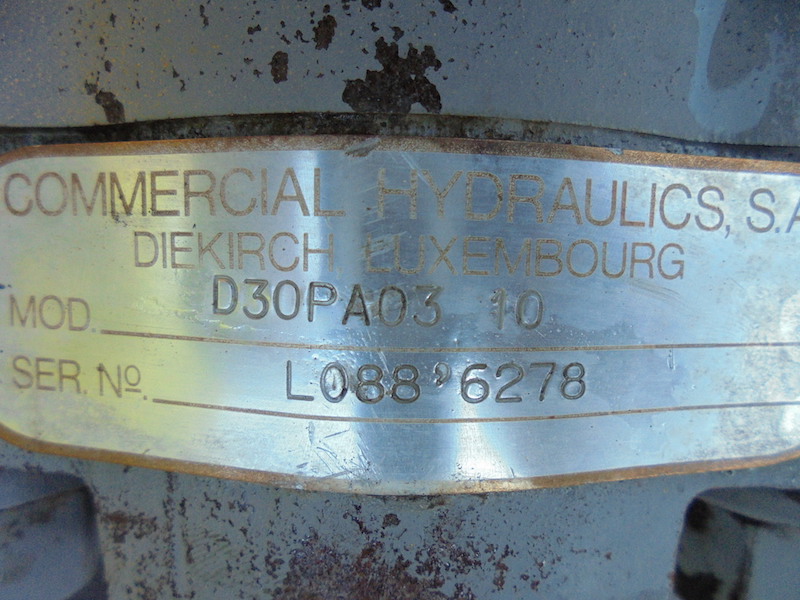 COMMERCIAL HYDRAULICS, S.A
DIEKIRCH LUXEMBOURG
MOD. D30PA03 10
SER. No. L088'6278